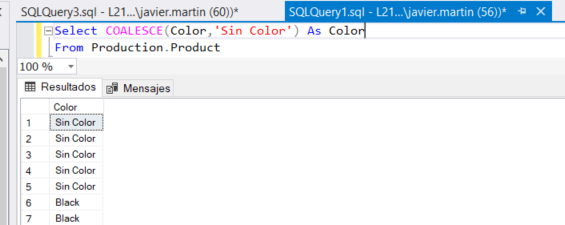 SQLQuery3.sql - L21...\javier.martin (60))*
SQLQuery1.sql - L21...\javier.martin (56))*
Select COALESCE(Color,'Sin Color') As Color
From Production.Product
100 %
Resultados
Mensajes
Color
1 Sin Color
2 Sin Color
3 Sin Color
4 Sin Color
5 Sin Color
6 Black
7 Black